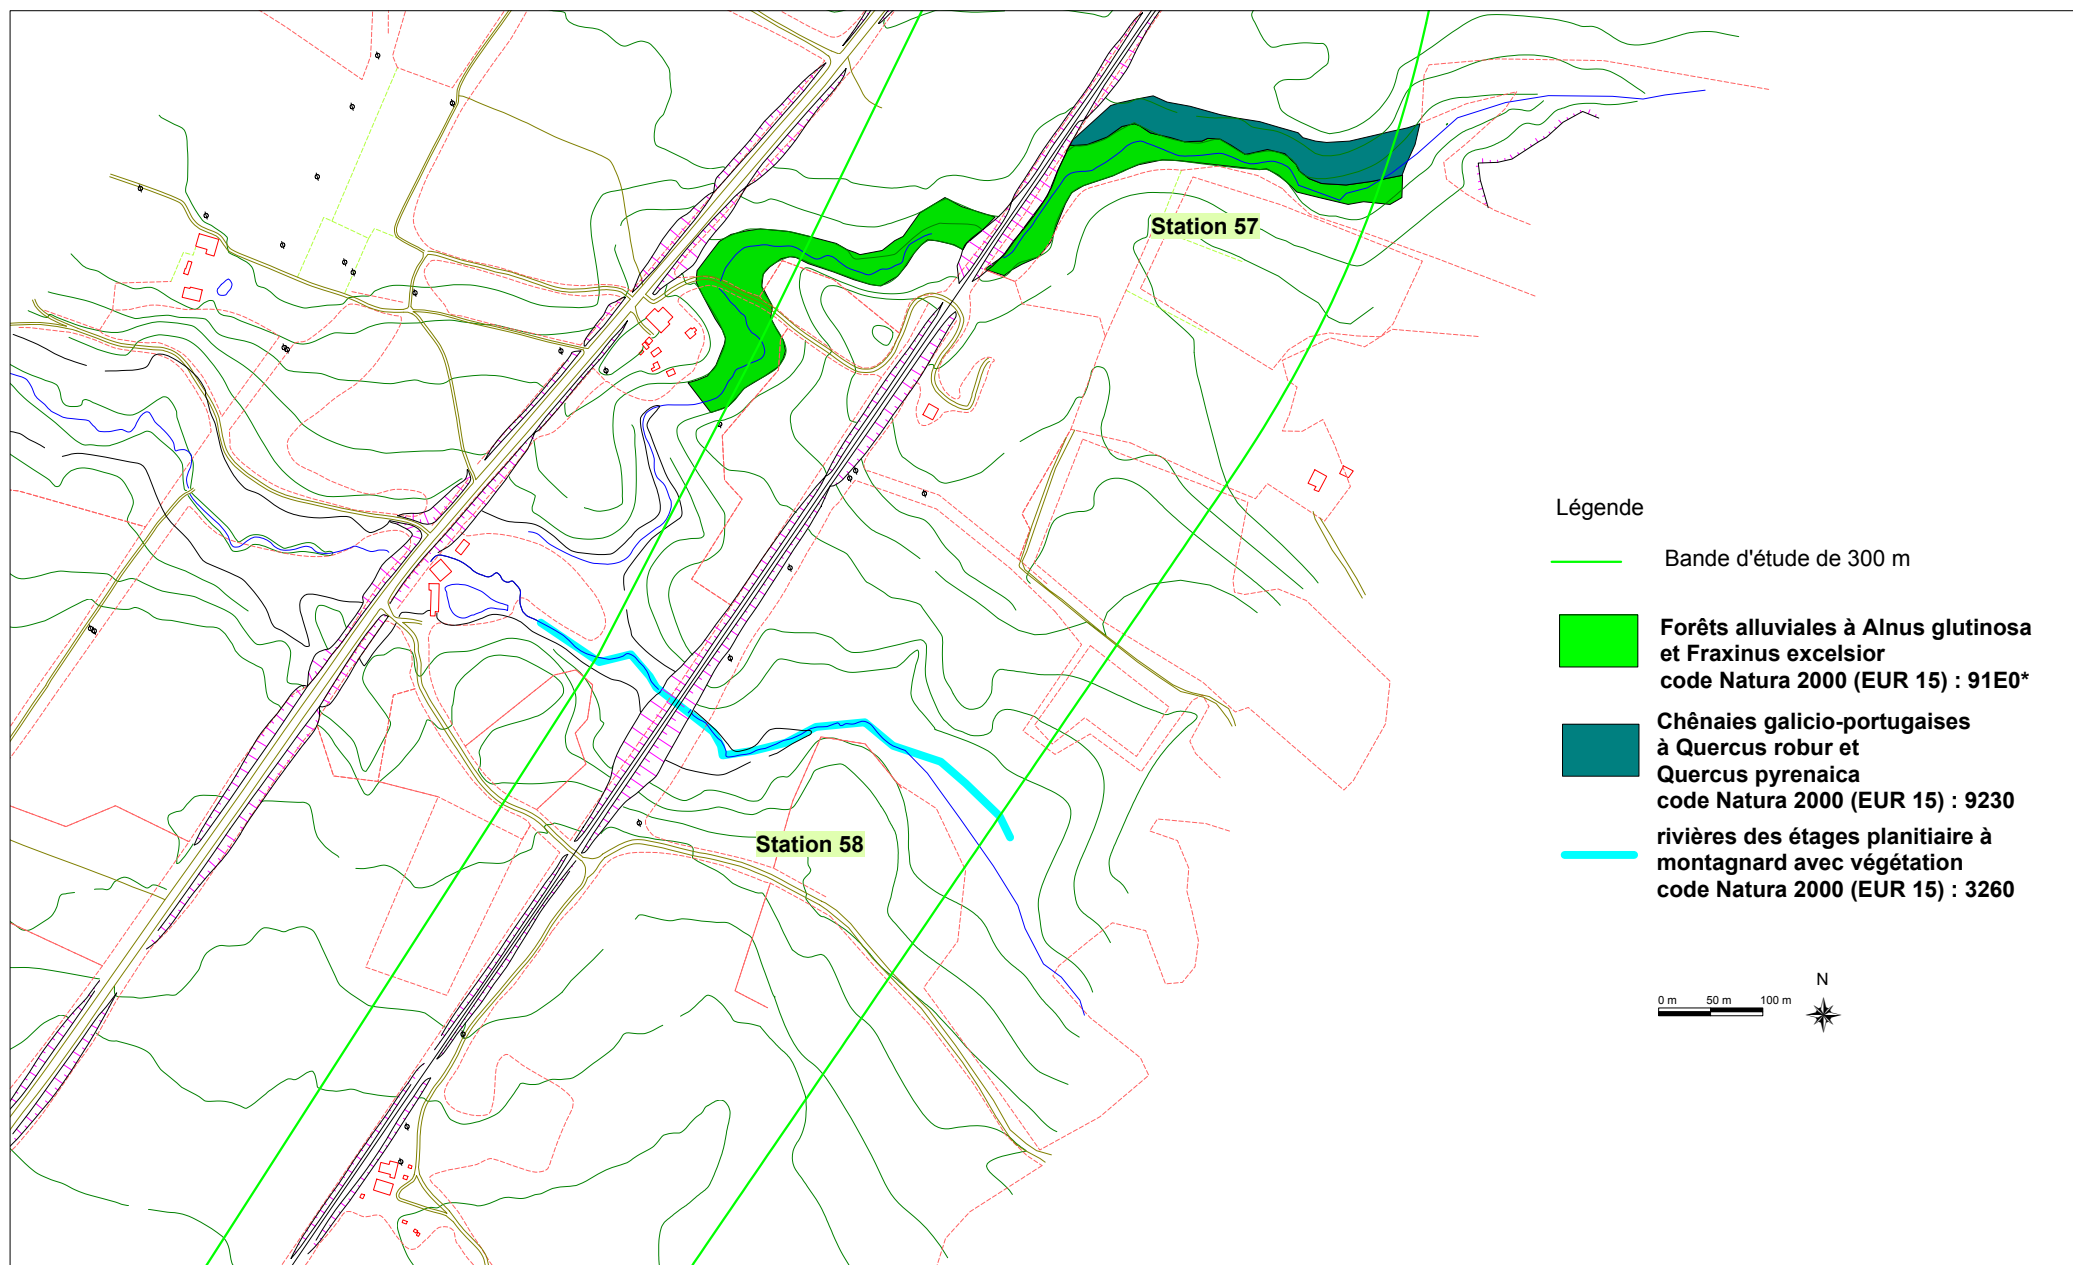 Station 57
Station 58
Légende
Bande d'étude de 300 m
Forêts alluviales à Alnus glutinosa
et Fraxinus excelsior
code Natura 2000 (EUR 15) : 91E0*
Chênaies galicio-portugaises
à Quercus robur et
Quercus pyrenaica
code Natura 2000 (EUR 15) : 9230
rivières des étages planitiaire à
montagnard avec végétation
code Natura 2000 (EUR 15) : 3260
0 m 50 m 100 m
N